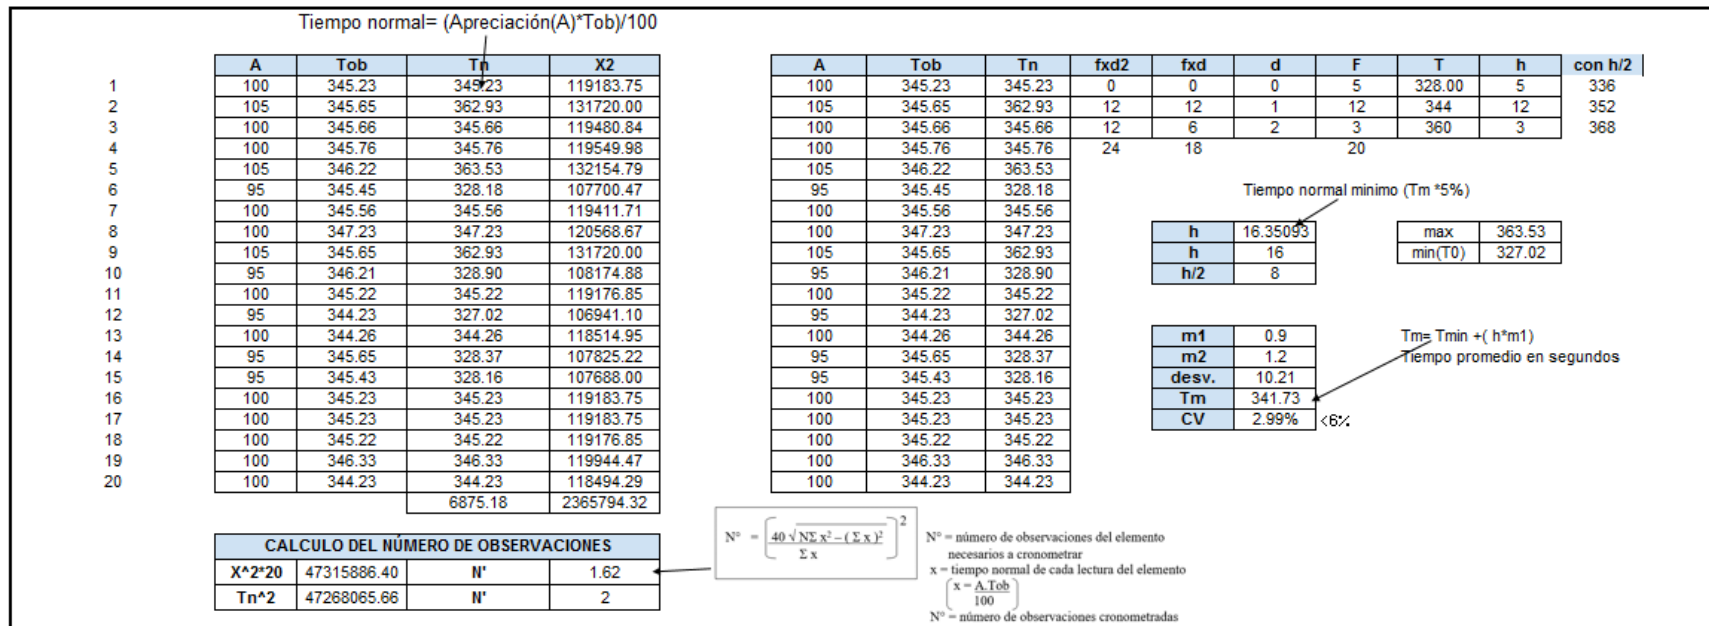 Tiempo normal= (Apreciación(A)*Tob)/100
A Tob Tn X2 A Tob Tn fxd2 fxd d F T h con h/2
1 100 345.23 345.23 119183.75 100 345.23 345.23 0 0 0 5 328.00 5 336
2 105 345.65 362.93 131720.00 105 345.65 362.93 12 12 1 12 344 12 352
3 100 345.66 345.66 119480.84 100 345.66 345.66 12 6 2 3 360 3 368
4 100 345.76 345.76 119549.98 100 345.76 345.76 24 18 20
5 105 346.22 363.53 132154.79 105 346.22 363.53
6 95 345.45 328.18 107700.47 95 345.45 328.18 Tiempo normal minimo (Tm *5%)
7 100 345.56 345.56 119411.71 100 345.56 345.56
8 100 347.23 347.23 120568.67 100 347.23 347.23 h 16.35093 max 363.53
9 105 345.65 362.93 131720.00 105 345.65 362.93 h 16 min(T0) 327.02
10 95 346.21 328.90 108174.88 95 346.21 328.90 h/2 8
11 100 345.22 345.22 119176.85 100 345.22 345.22
12 95 344.23 327.02 106941.10 95 344.23 327.02
13 100 344.26 344.26 118514.95 100 344.26 344.26 m1 0.9 Tm= Tmin +( h*m1)
14 95 345.65 328.37 107825.22 95 345.65 328.37 m2 1.2 Tiempo promedio en segundos
15 95 345.43 328.16 107688.00 95 345.43 328.16 desv. 10.21
16 100 345.23 345.23 119183.75 100 345.23 345.23 Tm 341.73
17 100 345.23 345.23 119183.75 100 345.23 345.23 CV 2.99% <6%
18 100 345.22 345.22 119176.85 100 345.22 345.22
19 100 346.33 346.33 119944.47 100 346.33 346.33
20 100 344.23 344.23 118494.29 100 344.23 344.23
6875.18 2365794.32
CALCULO DEL NÚMERO DE OBSERVACIONES
X^2*20 47315886.40 N' 1.62
Tn^2 47268065.66 N' 2
N° = (40 √NΣ x² – (Σ x)² / Σ x)²
N° = número de observaciones del elemento
necesarios a cronometrar
x = tiempo normal de cada lectura del elemento
(x = A.Tob / 100)
N° = número de observaciones cronometradas